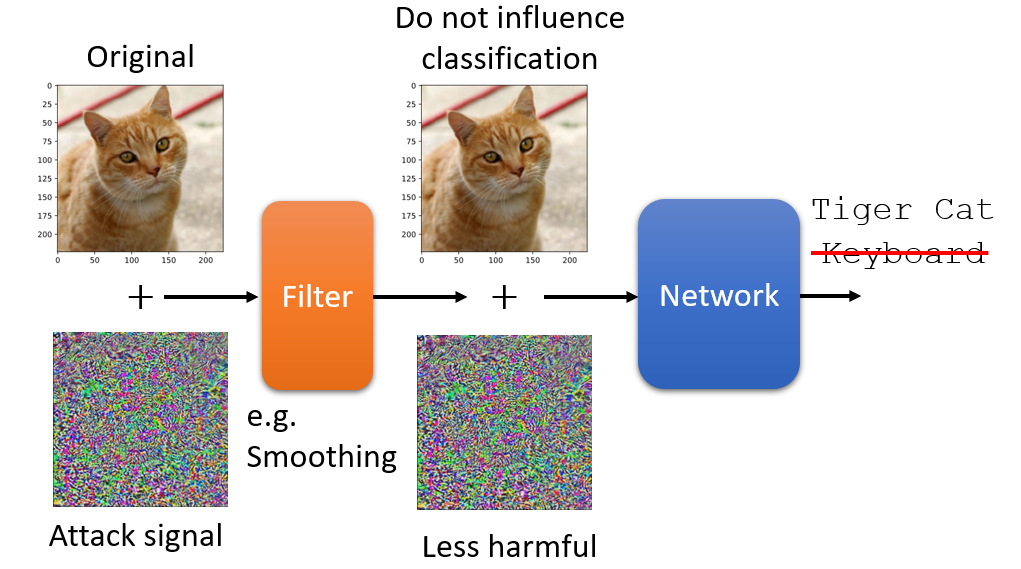 Do not influence
classification
Original
0
25
50
75
100
125
150
175
200
0 50 100 150 200
0
25
50
75
100
125
150
175
200
0 50 100 150 200
Tiger Cat
Keyboard
+
Filter
+
Network
e.g.
Smoothing
Attack signal
Less harmful